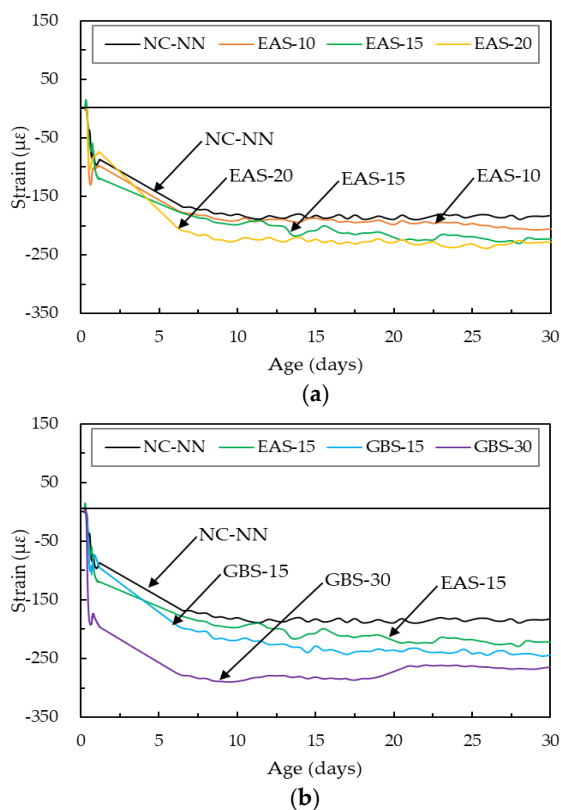 150
50
-50
-150
-250
-350
Strain (µε)
NC-NN EAS-10 EAS-15 EAS-20
NC-NN
EAS-20
EAS-15
EAS-10
0 5 10 15 20 25 30
Age (days)
(a)
150
50
-50
-150
-250
-350
Strain (µε)
NC-NN EAS-15 GBS-15 GBS-30
NC-NN
GBS-15
GBS-30
EAS-15
0 5 10 15 20 25 30
Age (days)
(b)